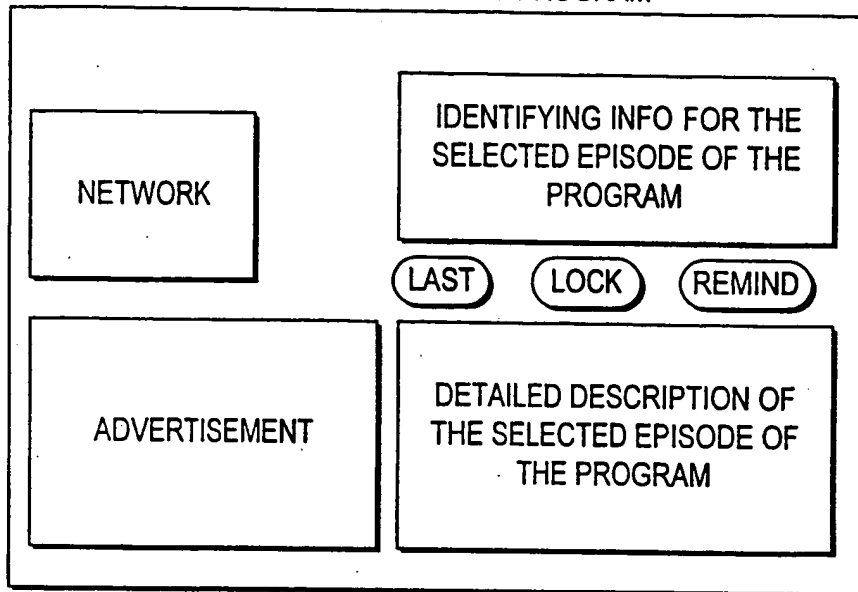 NETWORK
IDENTIFYING INFO FOR THE
SELECTED EPISODE OF THE
PROGRAM
LAST
LOCK
REMIND
ADVERTISEMENT
DETAILED DESCRIPTION OF
THE SELECTED EPISODE OF
THE PROGRAM